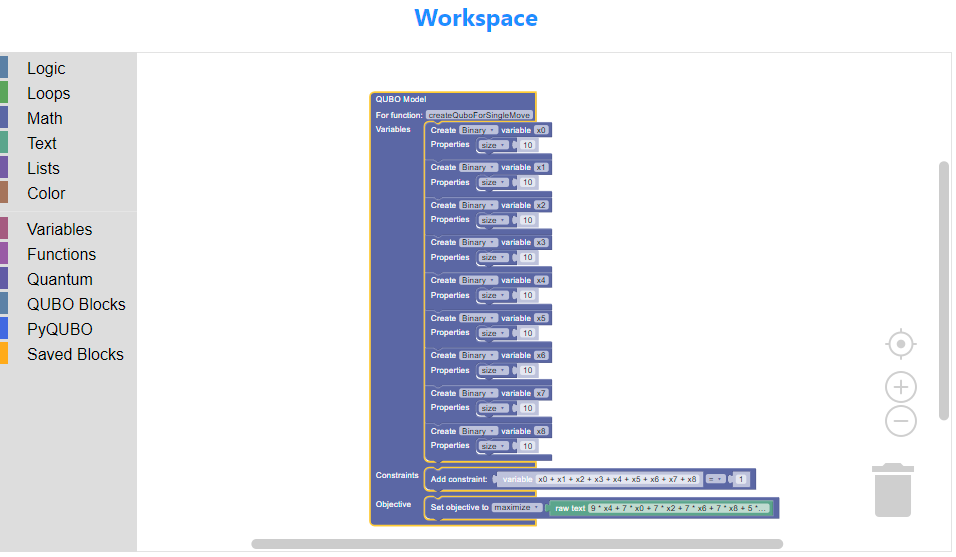 Workspace
Logic
Loops
Math
Text
Lists
Color
Variables
Functions
Quantum
QUBO Blocks
PyQUBO
Saved Blocks
QUBO Model
For function: createQuboForSingleMove
Variables
Create Binary variable x0
Properties size 10
Create Binary variable x1
Properties size 10
Create Binary variable x2
Properties size 10
Create Binary variable x3
Properties size 10
Create Binary variable x4
Properties size 10
Create Binary variable x5
Properties size 10
Create Binary variable x6
Properties size 10
Create Binary variable x7
Properties size 10
Create Binary variable x8
Properties size 10
Constraints
Add constraint: variable x0 + x1 + x2 + x3 + x4 + x5 + x6 + x7 + x8 = 1
Objective
Set objective to maximize raw text 9 * x4 + 7 * x0 + 7 * x2 + 7 * x6 + 7 * x8 + 5 *...